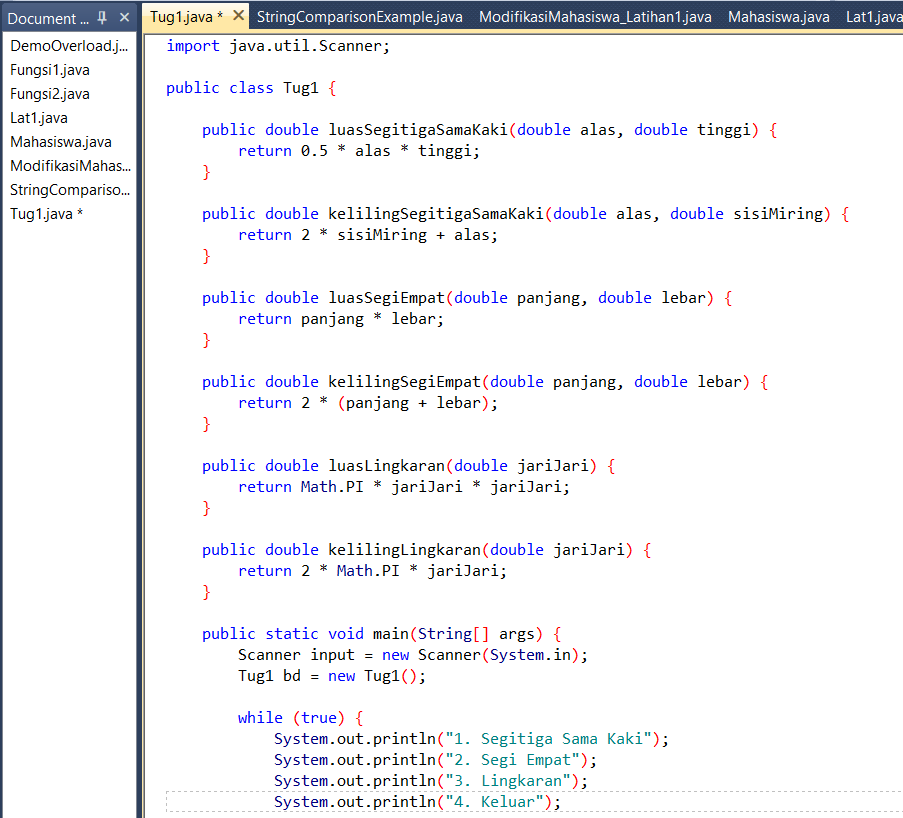 Document ...
Tug1.java * StringComparisonExample.java ModifikasiMahasiswa_Latihan1.java Mahasiswa.java Lat1.java
DemoOverload.j...
Fungsi1.java
Fungsi2.java
Lat1.java
Mahasiswa.java
ModifikasiMahas...
StringCompariso...
Tug1.java *
import java.util.Scanner;
public class Tug1 {
public double luasSegitigaSamaKaki(double alas, double tinggi) {
return 0.5 * alas * tinggi;
}
public double kelilingSegitigaSamaKaki(double alas, double sisiMiring) {
return 2 * sisiMiring + alas;
}
public double luasSegiEmpat(double panjang, double lebar) {
return panjang * lebar;
}
public double kelilingSegiEmpat(double panjang, double lebar) {
return 2 * (panjang + lebar);
}
public double luasLingkaran(double jariJari) {
return Math.PI * jariJari * jariJari;
}
public double kelilingLingkaran(double jariJari) {
return 2 * Math.PI * jariJari;
}
public static void main(String[] args) {
Scanner input = new Scanner(System.in);
Tug1 bd = new Tug1();
while (true) {
System.out.println("1. Segitiga Sama Kaki");
System.out.println("2. Segi Empat");
System.out.println("3. Lingkaran");
System.out.println("4. Keluar");